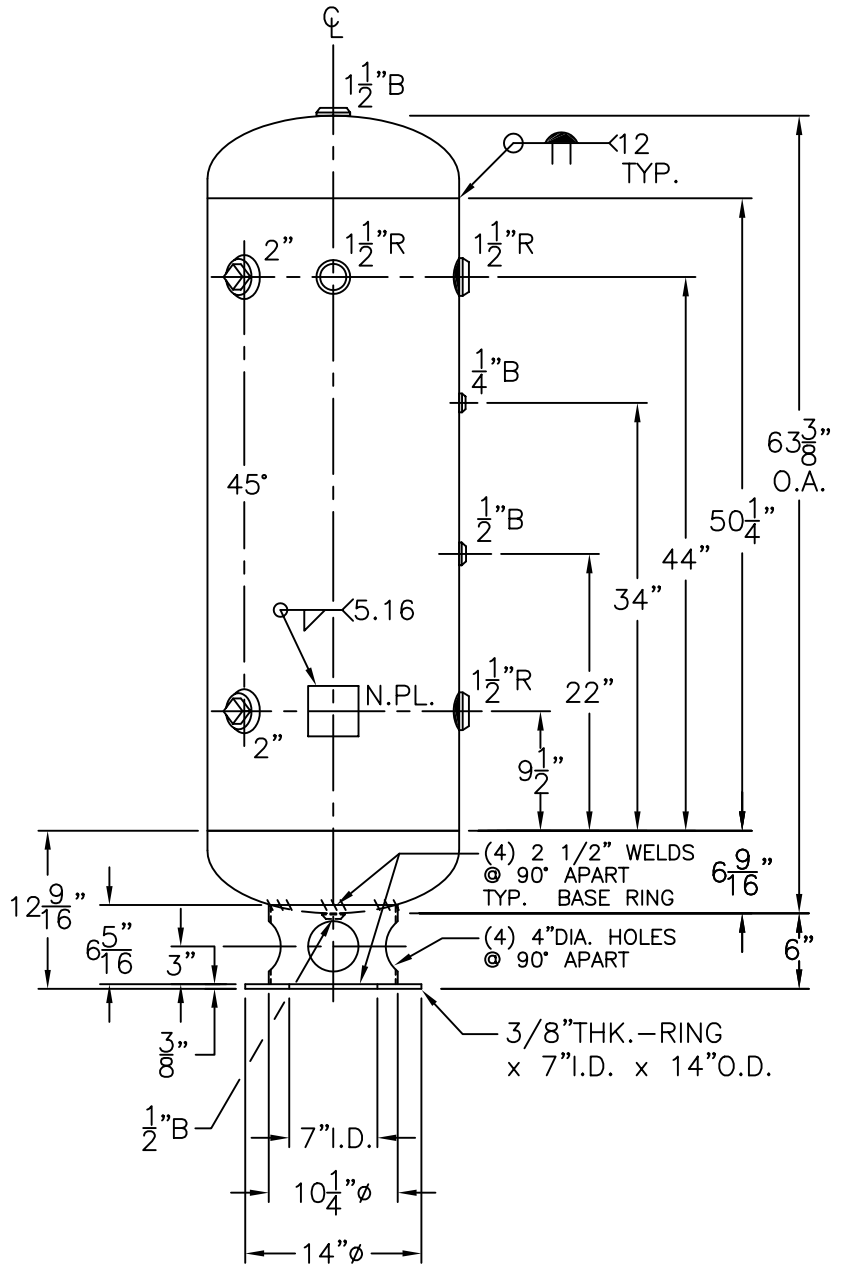 ℄
1 1/2"B
12
TYP.
2"
1 1/2"R
1 1/2"R
1/4"B
63 3/8"
O.A.
45°
1/2"B
50 1/4"
44"
34"
5.16
N.PL.
1 1/2"R
22"
2"
9 1/2"
(4) 2 1/2" WELDS
@ 90° APART
TYP. BASE RING
6 9/16"
12 9/16"
6 5/16"
3"
(4) 4"DIA. HOLES
@ 90° APART
6"
3/8"
3/8"THK.-RING
x 7"I.D. x 14"O.D.
1/2"B
7"I.D.
10 1/4"ø
14"ø